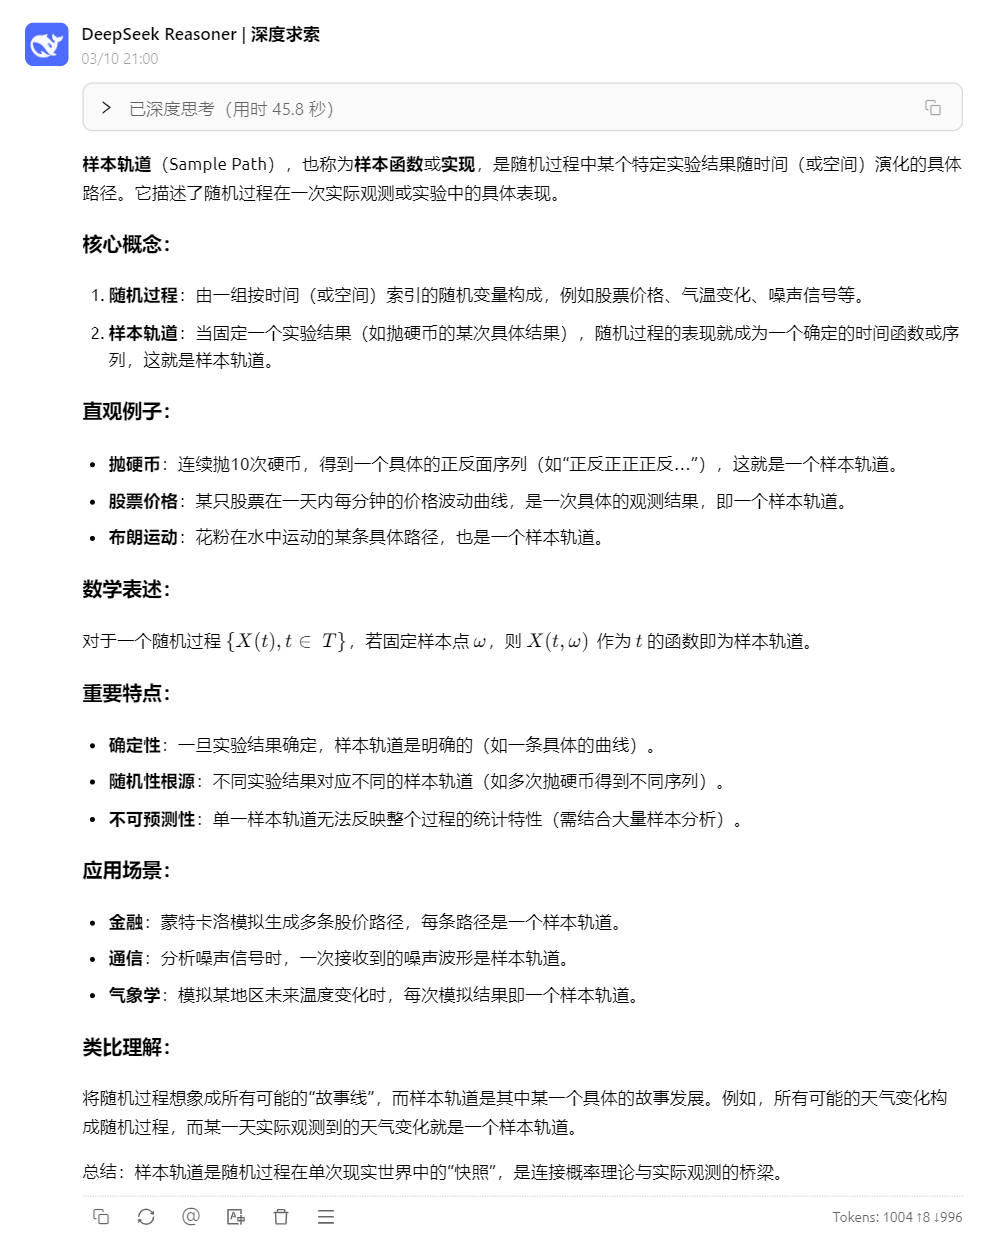 DeepSeek Reasoner | 深度求索
03/10 21:00
已深度思考（用时 45.8 秒）
样本轨道（Sample Path），也称为样本函数或实现，是随机过程中某个特定实验结果随时间（或空间）演化的具体
路径。它描述了随机过程在一次实际观测或实验中的具体表现。
核心概念：
1. 随机过程：由一组按时间（或空间）索引的随机变量构成，例如股票价格、气温变化、噪声信号等。
2. 样本轨道：当固定一个实验结果（如抛硬币的某次具体结果），随机过程的表现就成为一个确定的时间函数或序
列，这就是样本轨道。
直观例子：
• 抛硬币：连续抛10次硬币，得到一个具体的正反面序列（如“正反正正正反…”），这就是一个样本轨道。
• 股票价格：某只股票在一天内每分钟的价格波动曲线，是一次具体的观测结果，即一个样本轨道。
• 布朗运动：花粉在水中运动的某条具体路径，也是一个样本轨道。
数学表述：
对于一个随机过程 {X(t), t ∈ T}，若固定样本点 ω，则 X(t, ω) 作为 t 的函数即为样本轨道。
重要特点：
• 确定性：一旦实验结果确定，样本轨道是明确的（如一条具体的曲线）。
• 随机性根源：不同实验结果对应不同的样本轨道（如多次抛硬币得到不同序列）。
• 不可预测性：单一样本轨道无法反映整个过程的统计特性（需结合大量样本分析）。
应用场景：
• 金融：蒙特卡洛模拟生成多条股价路径，每条路径是一个样本轨道。
• 通信：分析噪声信号时，一次接收到的噪声波形是样本轨道。
• 气象学：模拟某地区未来温度变化时，每次模拟结果即一个样本轨道。
类比理解：
将随机过程想象成所有可能的“故事线”，而样本轨道是其中某一个具体的故事发展。例如，所有可能的天气变化构
成随机过程，而某一天实际观测到的天气变化就是一个样本轨道。
总结：样本轨道是随机过程在单次现实世界中的“快照”，是连接概率理论与实际观测的桥梁。
Tokens: 1004 ↑8 ↓996